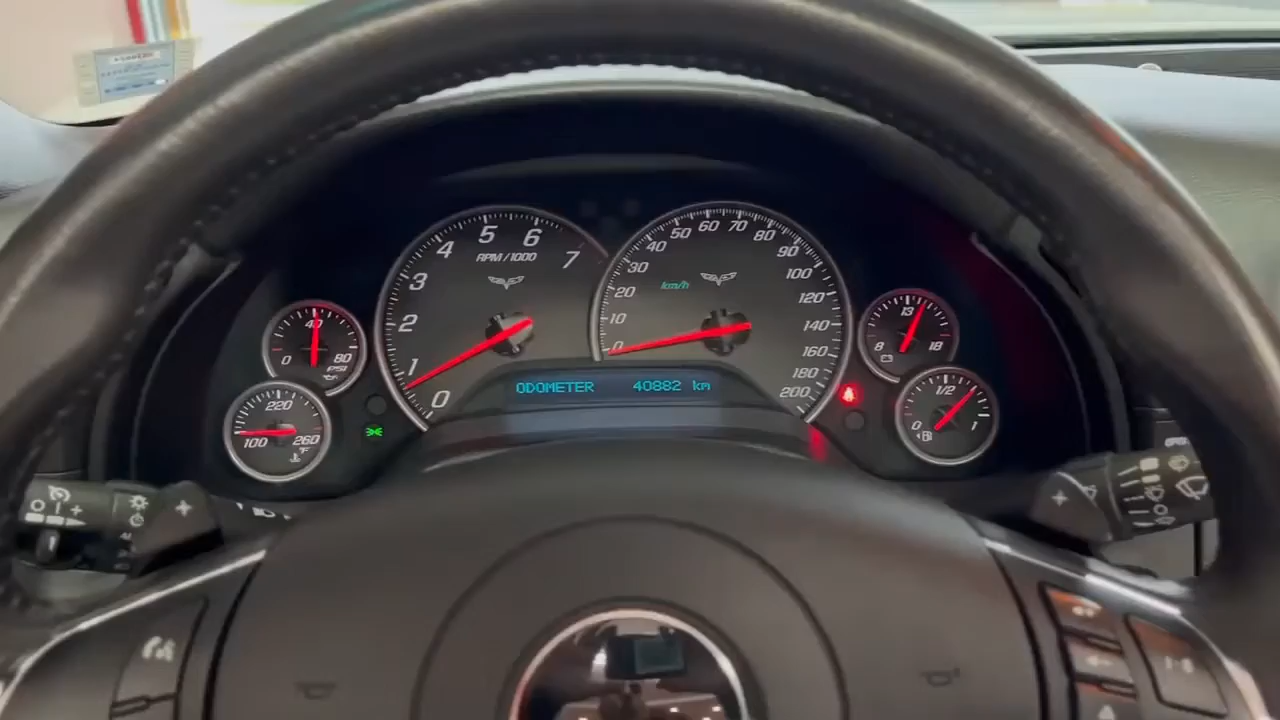 0 1 2 3 4 5 6 7
RPM/1000
0 10 20 30 40 50 60 70 80 90 100 120 140 160 180 200
km/h
ODOMETER 40882 km
0 40 80
PSI
100 220 260
°F
8 13 18
0 1/2 1
O I +